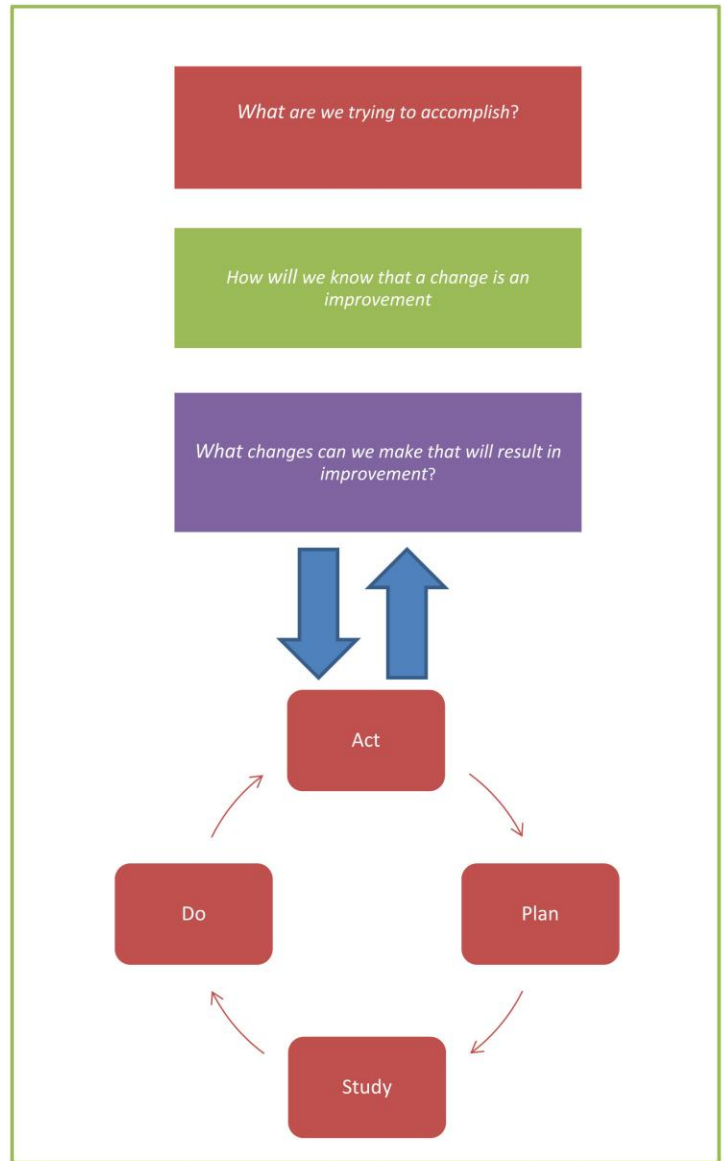 What are we trying to accomplish?
How will we know that a change is an
improvement
What changes can we make that will result in
improvement?
Act
Do
Plan
Study